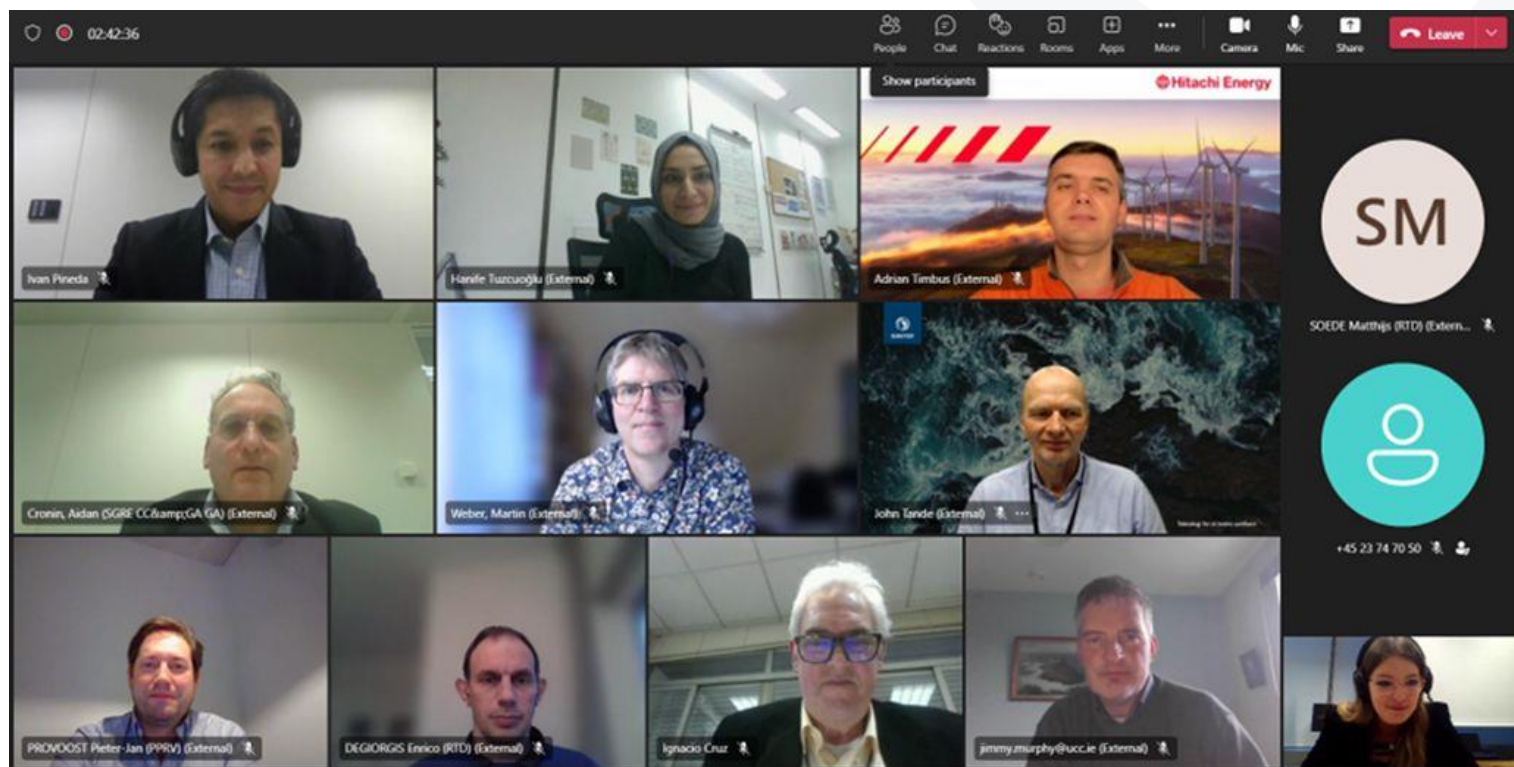 02:42:36
People
Chat
Reactions
Rooms
Apps
More
Camera
Mic
Share
Leave
Show participants
Hitachi Energy
Ivan Pineda
Hanife Tuzcuoğlu (External)
Adrian Timbus (External)
SM
SOEDE Matthijs (RTD) (Extern...
Cronin, Aidan (SGRE CC&amp;GA GA) (External)
Weber, Martin (External)
John Tande (External)
+45 23 74 70 50
PROVOOST Pieter-Jan (PPRV) (External)
DEGIORGIS Enrico (RTD) (External)
Ignacio Cruz
jimmy.murphy@ucc.ie (External)